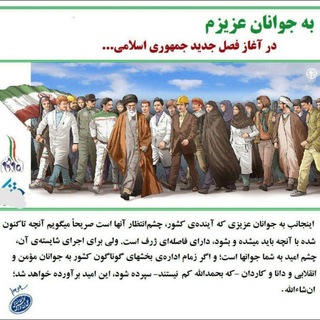 به جوانان عزیزم
در آغاز فصل جدید جمهوری اسلامی...
اینجانب به جوانان عزیزی که آینده‌ی کشور، چشم‌انتظار آنها است صریحاً میگویم آنچه تاکنون
شده با آنچه باید میشده و بشود، دارای فاصله‌ای ژرف است. ولی برای اجرای شایسته‌ی آن،
چشم امید به شما جوانها است؛ و اگر زمام اداره‌ی بخشهای گوناگون کشور به جوانان مؤمن و
انقلابی و دانا و کاردان -که بحمدالله کم نیستند- سپرده شود، این امید برآورده خواهد شد؛
ان‌شاءالله.